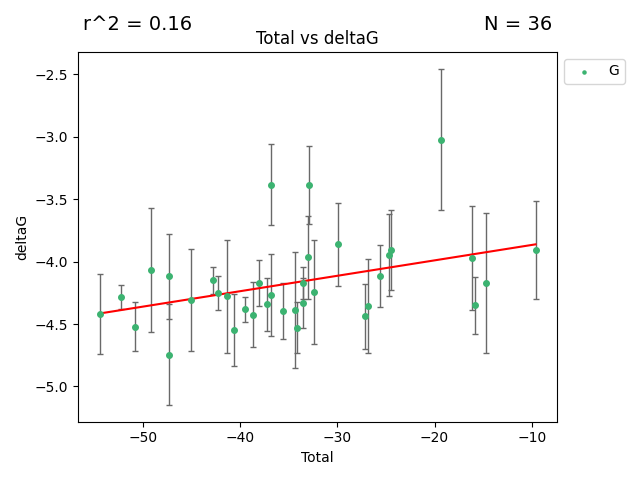 r^2 = 0.16
N = 36
Total vs deltaG
G
−2.5
−3.0
−3.5
−4.0
−4.5
−5.0
deltaG
−50
−40
−30
−20
−10
Total